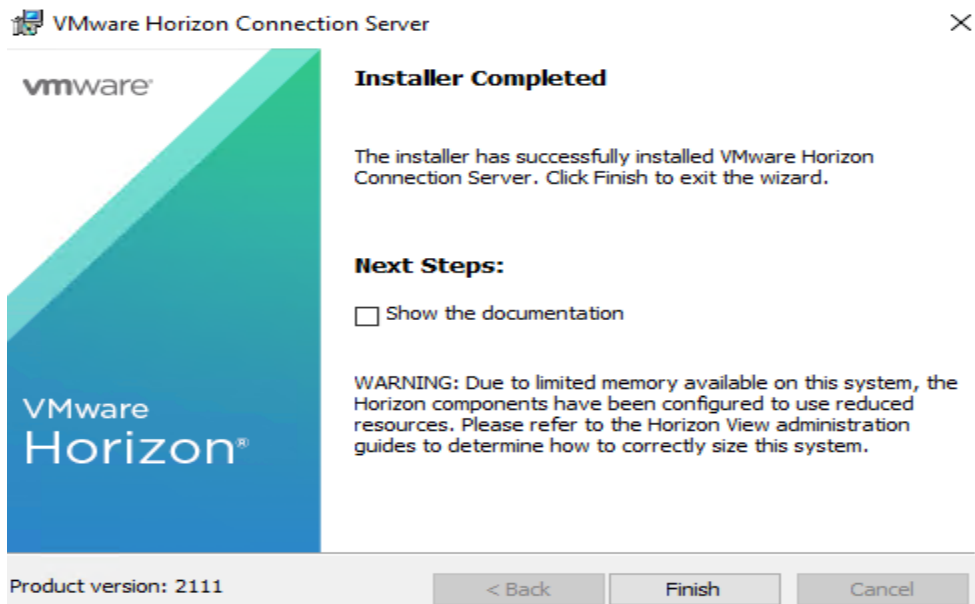 VMware Horizon Connection Server
vmware®
Installer Completed
The installer has successfully installed VMware Horizon
Connection Server. Click Finish to exit the wizard.
Next Steps:
Show the documentation
WARNING: Due to limited memory available on this system, the
Horizon components have been configured to use reduced
resources. Please refer to the Horizon View administration
guides to determine how to correctly size this system.
VMware
Horizon®
Product version: 2111
< Back
Finish
Cancel